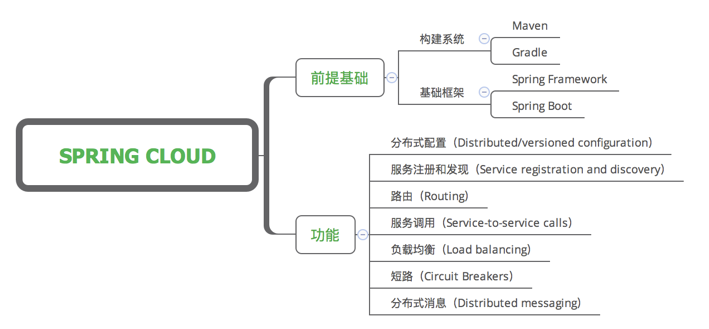 SPRING CLOUD
前提基础
构建系统
Maven
Gradle
基础框架
Spring Framework
Spring Boot
功能
分布式配置（Distributed/versioned configuration）
服务注册和发现（Service registration and discovery）
路由（Routing）
服务调用（Service-to-service calls）
负载均衡（Load balancing）
短路（Circuit Breakers）
分布式消息（Distributed messaging）